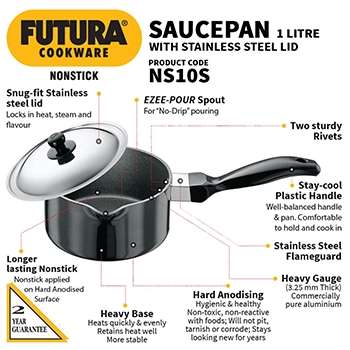 FUTURA®
COOKWARE
NONSTICK
SAUCEPAN 1 LITRE
WITH STAINLESS STEEL LID
PRODUCT CODE
NS10S
Snug-fit Stainless
steel lid
Locks in heat, steam and
flavour
EZEE-POUR Spout
For “No-Drip” pouring
Two sturdy
Rivets
Stay-cool
Plastic Handle
Well-balanced handle
& pan. Comfortable
to hold and cook in
Stainless Steel
Flameguard
Heavy Gauge
(3.25 mm Thick)
Commercially
pure aluminium
Hard Anodising
Hygienic & healthy
Non-toxic, non-reactive
with foods; Will not pit,
tarnish or corrode; Stays
looking new for years
Heavy Base
Heats quickly & evenly
Retains heat well
More stable
Longer
lasting Nonstick
Nonstick applied
on Hard Anodised
Surface
2
YEAR
GUARANTEE